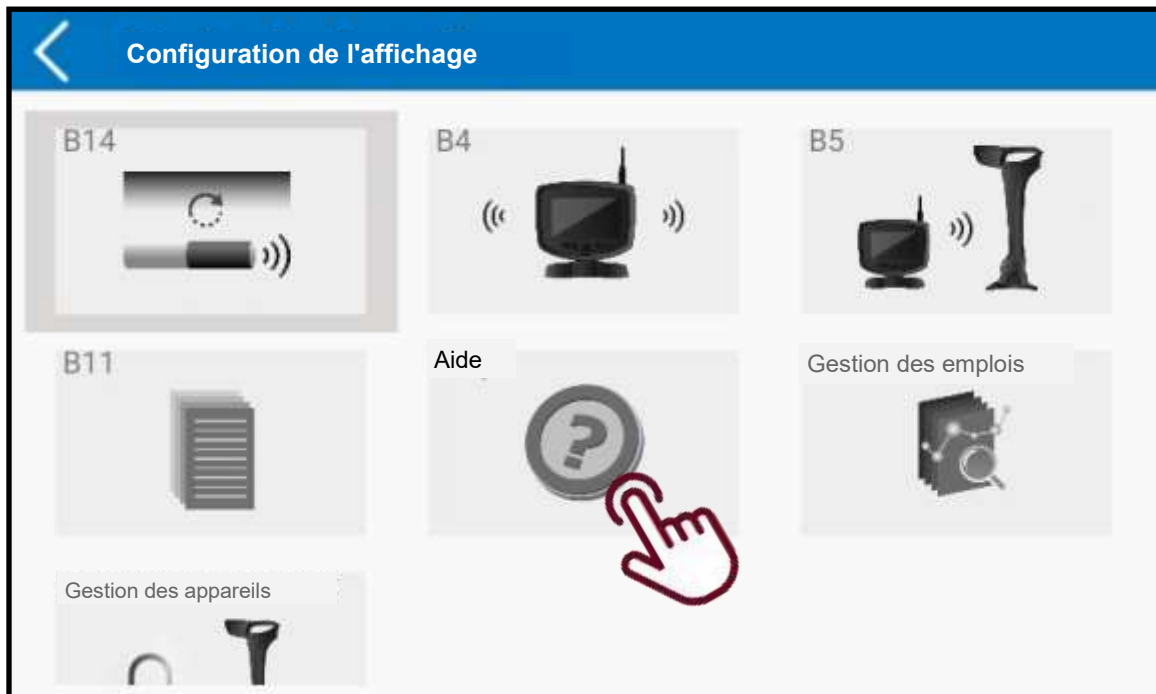 Configuration de l'affichage
B14
B4
B5
B11
Aide
Gestion des emplois
?
Gestion des appareils